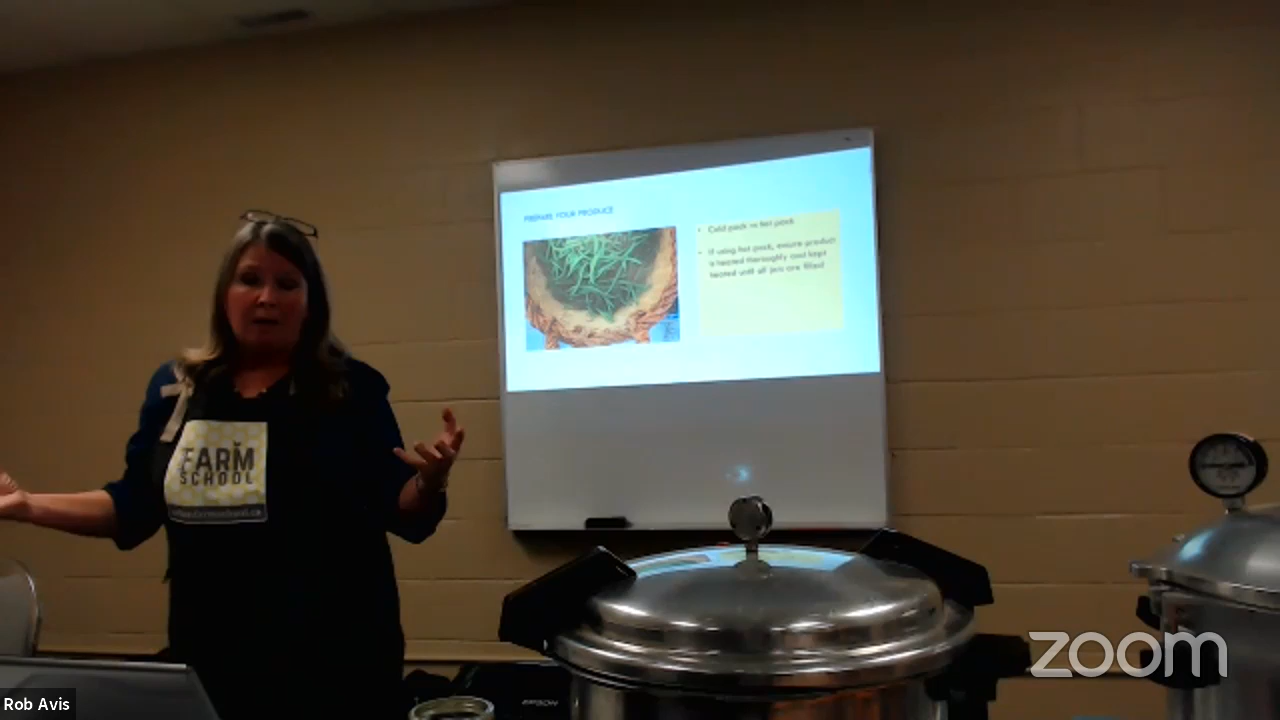 PREPARE YOUR PRODUCE
• Cold pack vs hot pack
• If using hot pack, ensure product
is heated thoroughly and kept
heated until all jars are filled
FARM
SCHOOL
EPSON
zoom
Rob Avis